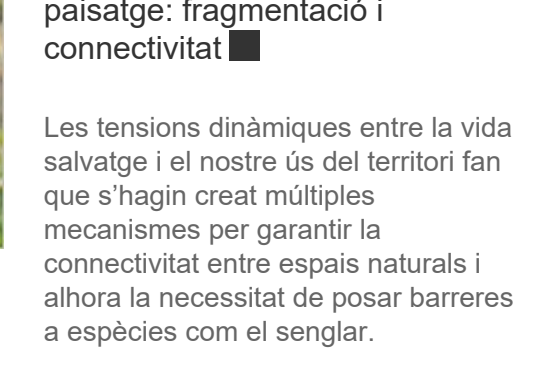 paisatge: fragmentació i
connectivitat
Les tensions dinàmiques entre la vida
salvatge i el nostre ús del territori fan
que s’hagin creat múltiples
mecanismes per garantir la
connectivitat entre espais naturals i
alhora la necessitat de posar barreres
a espècies com el senglar.